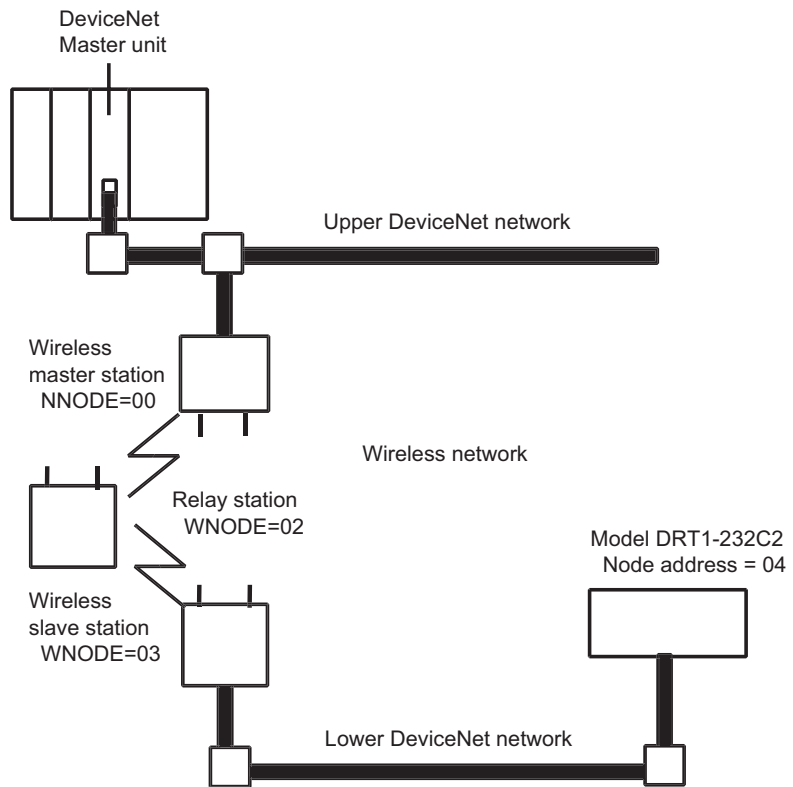 DeviceNet
Master unit
Upper DeviceNet network
Wireless
master station
NNODE=00
Wireless network
Relay station
WNODE=02
Model DRT1-232C2
Node address = 04
Wireless
slave station
WNODE=03
Lower DeviceNet network